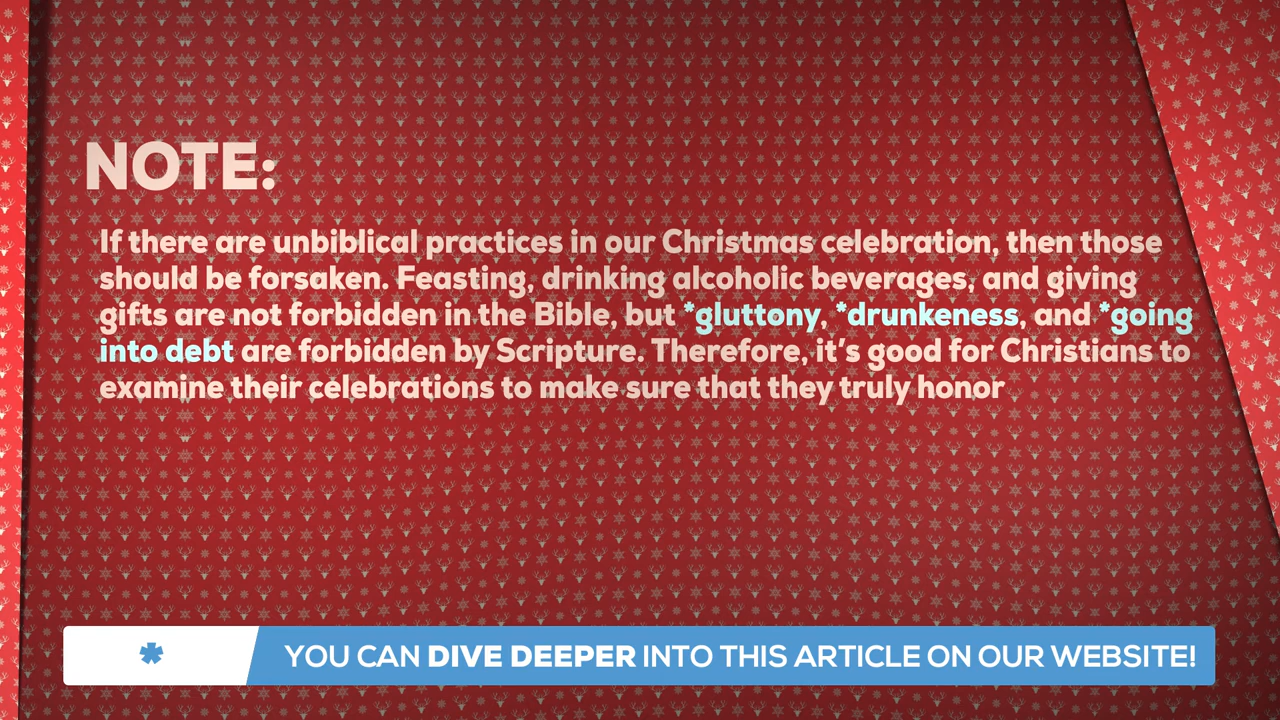 NOTE:
If there are unbiblical practices in our Christmas celebration, then those
should be forsaken. Feasting, drinking alcoholic beverages, and giving
gifts are not forbidden in the Bible, but *gluttony, *drunkeness, and *going
into debt are forbidden by Scripture. Therefore, it's good for Christians to
examine their celebrations to make sure that they truly honor
* YOU CAN DIVE DEEPER INTO THIS ARTICLE ON OUR WEBSITE!